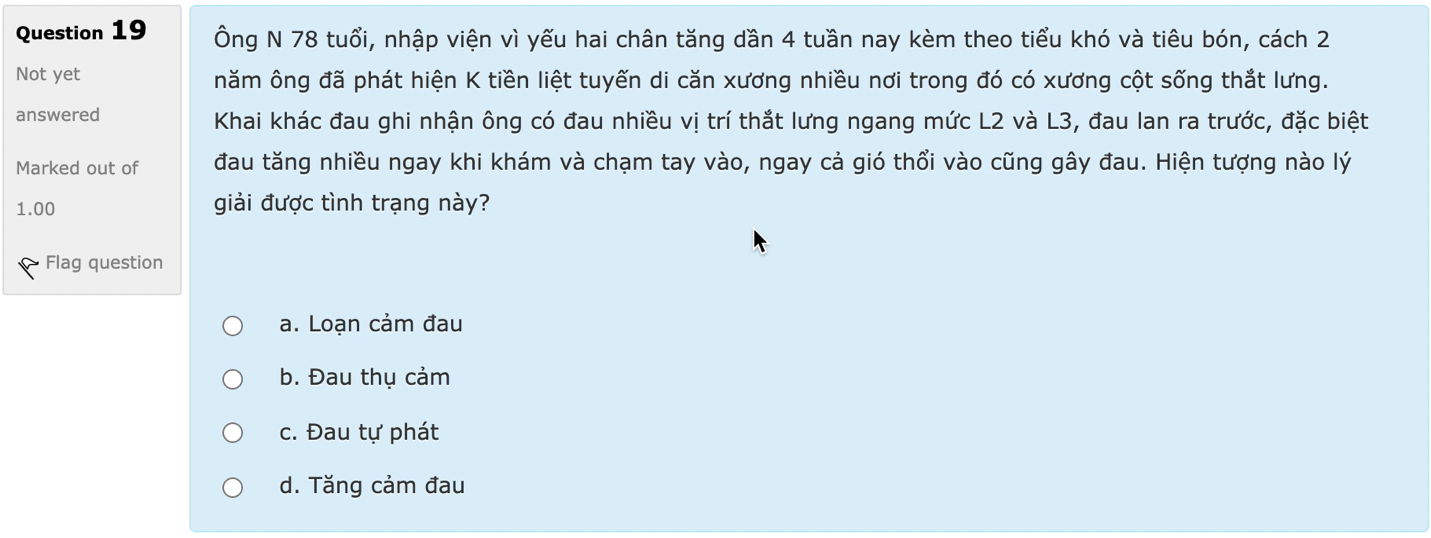 Question 19
Not yet
answered
Marked out of
1.00
Flag question
Ông N 78 tuổi, nhập viện vì yếu hai chân tăng dần 4 tuần nay kèm theo tiểu khó và tiêu bón, cách 2
năm ông đã phát hiện K tiền liệt tuyến di căn xương nhiều nơi trong đó có xương cột sống thắt lưng.
Khai khác đau ghi nhận ông có đau nhiều vị trí thắt lưng ngang mức L2 và L3, đau lan ra trước, đặc biệt
đau tăng nhiều ngay khi khám và chạm tay vào, ngay cả gió thổi vào cũng gây đau. Hiện tượng nào lý
giải được tình trạng này?
a. Loạn cảm đau
b. Đau thụ cảm
c. Đau tự phát
d. Tăng cảm đau